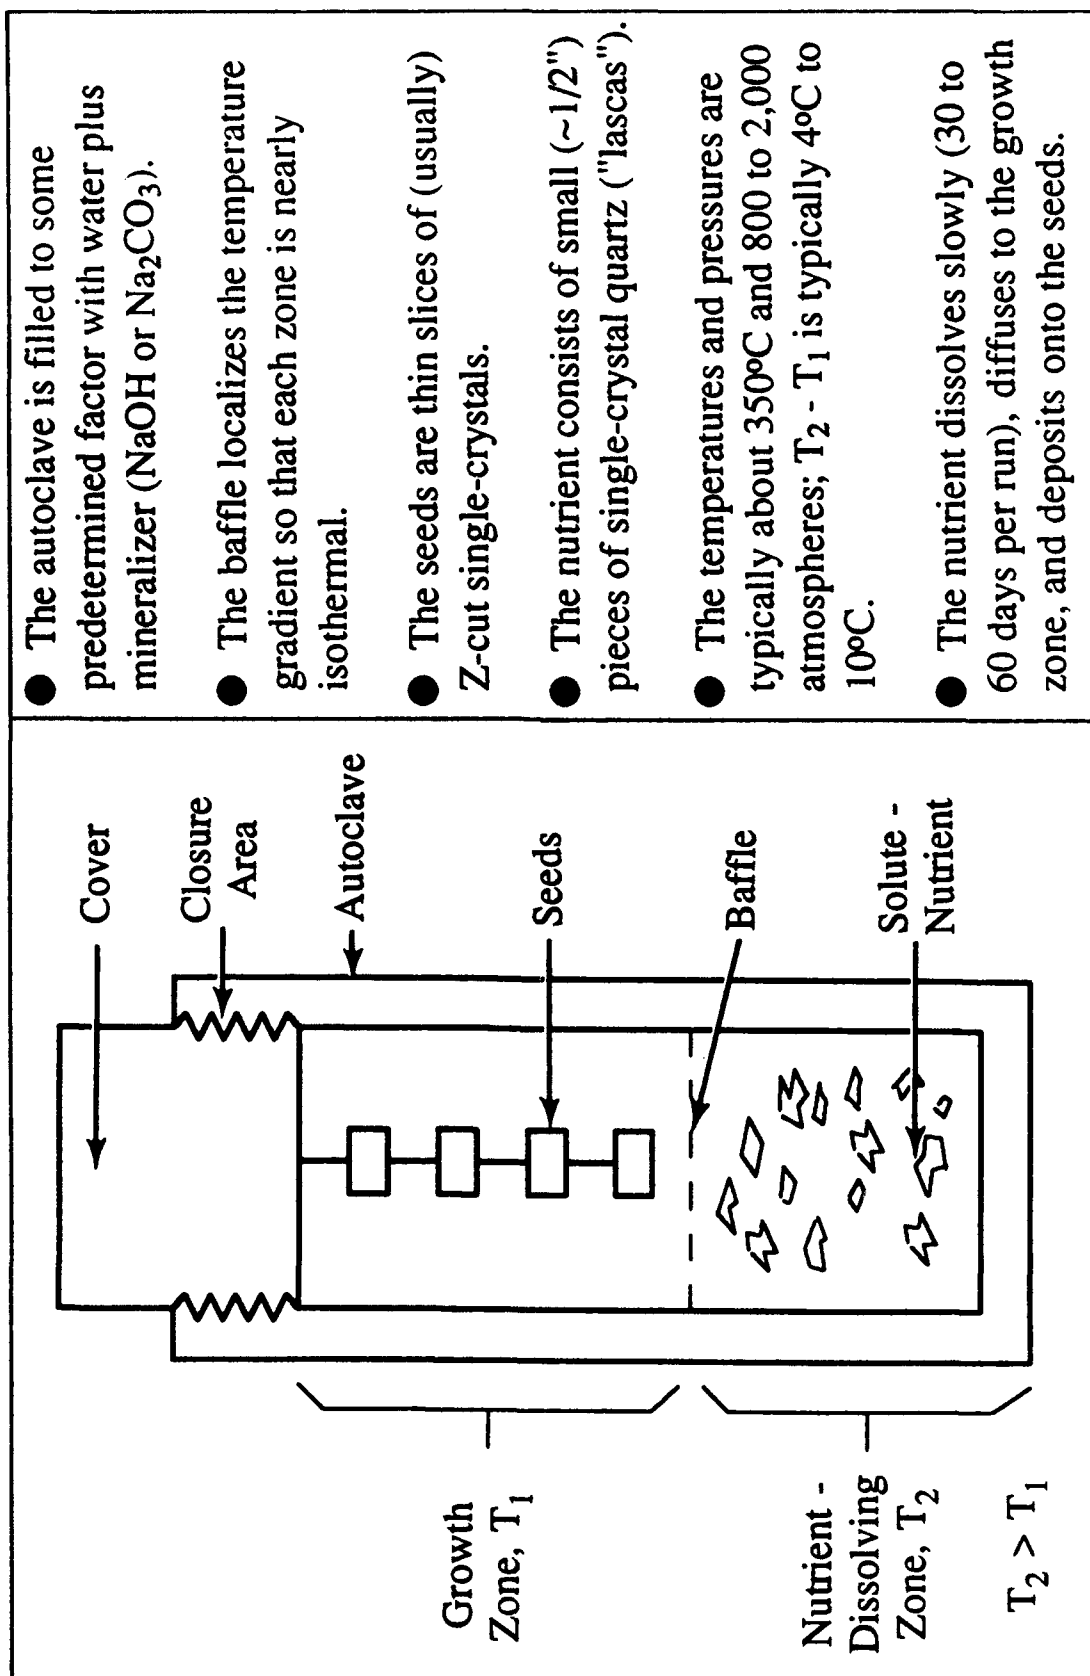 Cover
Closure
Area
Autoclave
Seeds
Baffle
Solute -
Nutrient
Growth
Zone, T₁
Nutrient -
Dissolving
Zone, T₂
T₂ > T₁
● The autoclave is filled to some
predetermined factor with water plus
mineralizer (NaOH or Na₂CO₃).
● The baffle localizes the temperature
gradient so that each zone is nearly
isothermal.
● The seeds are thin slices of (usually)
Z-cut single-crystals.
● The nutrient consists of small (~1/2")
pieces of single-crystal quartz ("lascas").
● The temperatures and pressures are
typically about 350°C and 800 to 2,000
atmospheres; T₂ - T₁ is typically 4°C to
10°C.
● The nutrient dissolves slowly (30 to
60 days per run), diffuses to the growth
zone, and deposits onto the seeds.